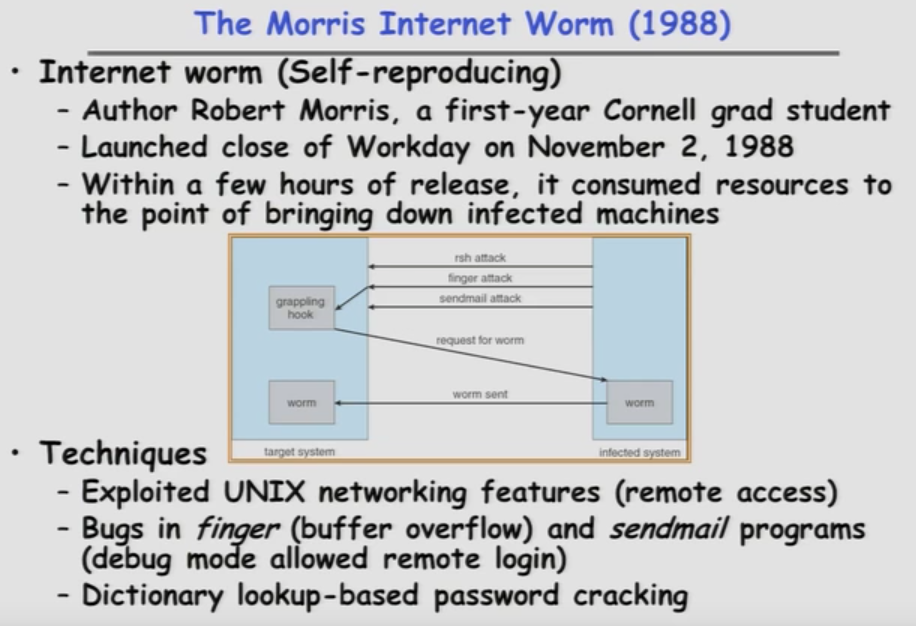 The Morris Internet Worm (1988)
• Internet worm (Self-reproducing)
– Author Robert Morris, a first-year Cornell grad student
– Launched close of Workday on November 2, 1988
– Within a few hours of release, it consumed resources to
the point of bringing down infected machines
rsh attack
finger attack
sendmail attack
grappling
hook
request for worm
worm sent
worm
worm
target system
infected system
• Techniques
– Exploited UNIX networking features (remote access)
– Bugs in finger (buffer overflow) and sendmail programs
(debug mode allowed remote login)
– Dictionary lookup-based password cracking